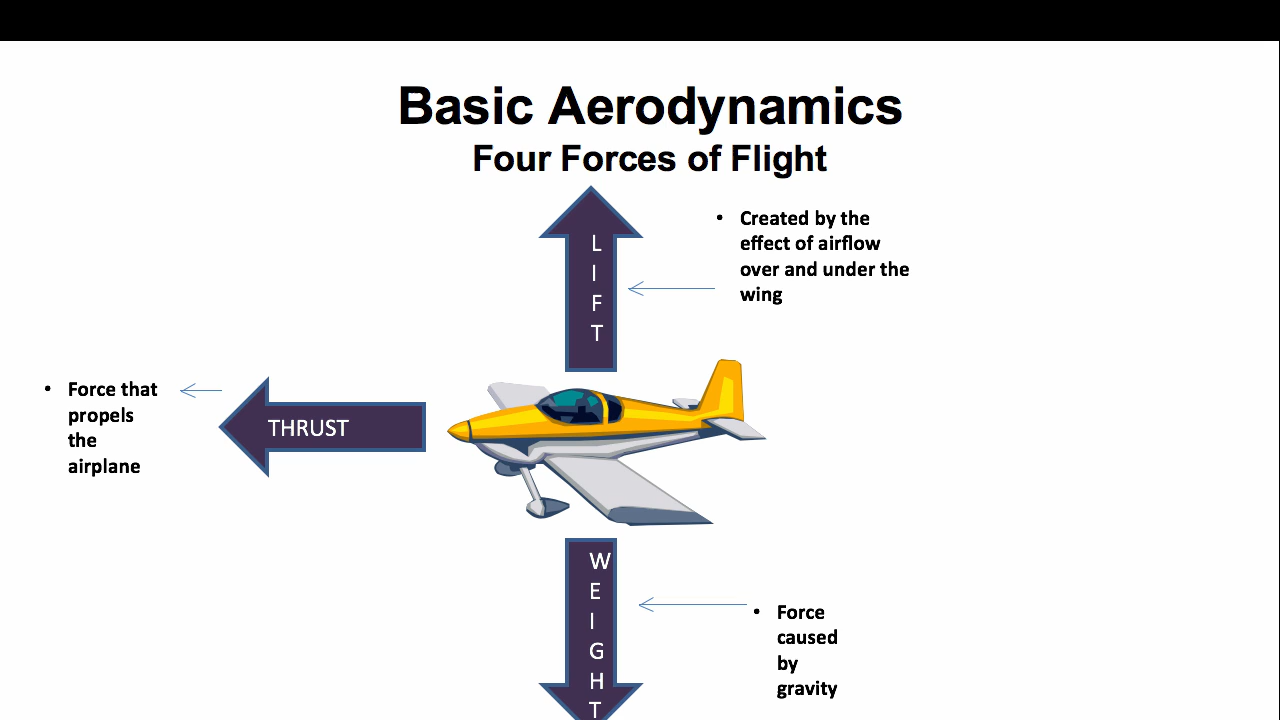 Basic Aerodynamics
Four Forces of Flight
L
I
F
T
• Created by the
effect of airflow
over and under the
wing
• Force that
propels
the
airplane
THRUST
W
E
I
G
H
T
• Force
caused
by
gravity